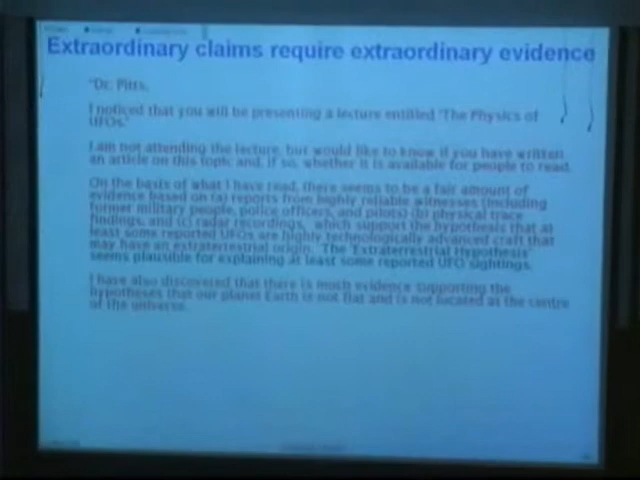 Extraordinary claims require extraordinary evidence
"Dr. Pitts,
I noticed that you will be presenting a lecture entitled 'The Physics of
UFOs.'
I am not attending the lecture, but would like to know if you have written
an article on this topic and, if so, whether it is available for people to read.
On the basis of what I have read, there seems to be a fair amount of
evidence based on (a) reports from highly reliable witnesses (including
former military people, police officers, and pilots) (b) physical trace
findings, and (c) radar recordings, which support the hypothesis that at
least some reported UFOs are highly technologically advanced craft that
may have an extraterrestrial origin. The 'Extraterrestrial Hypothesis'
seems plausible for explaining at least some reported UFO sightings.
I have also discovered that there is much evidence supporting the
hypotheses that our planet Earth is not flat and is not located at the centre
of the universe.